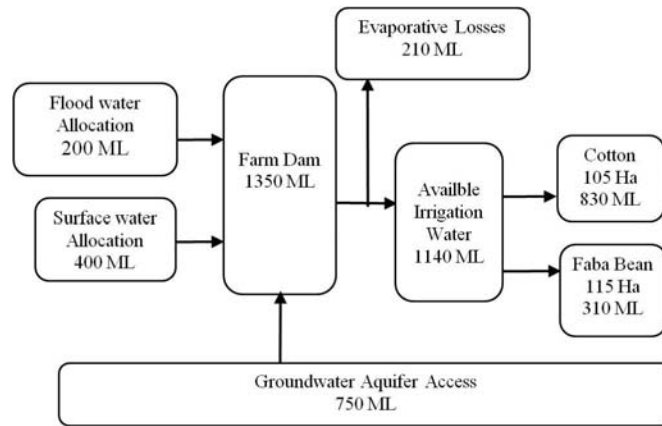 Evaporative Losses
210 ML
Flood water
Allocation
200 ML
Farm Dam
1350 ML
Surface water
Allocation
400 ML
Availble
Irrigation
Water
1140 ML
Cotton
105 Ha
830 ML
Faba Bean
115 Ha
310 ML
Groundwater Aquifer Access
750 ML